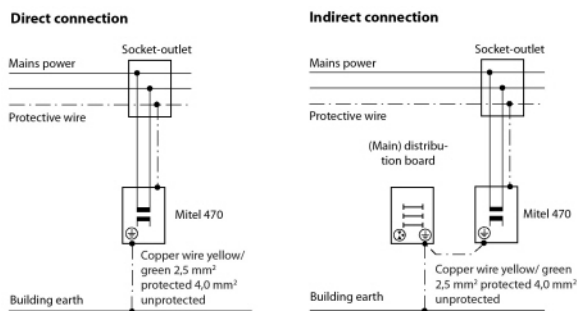 Direct connection
Socket-outlet
Mains power
Protective wire
Mitel 470
Copper wire yellow/
green 2,5 mm²
protected 4,0 mm²
unprotected
Building earth
Indirect connection
Socket-outlet
Mains power
Protective wire
(Main) distribu-
tion board
Mitel 470
Copper wire yellow/ green
2,5 mm² protected 4,0 mm²
unprotected
Building earth